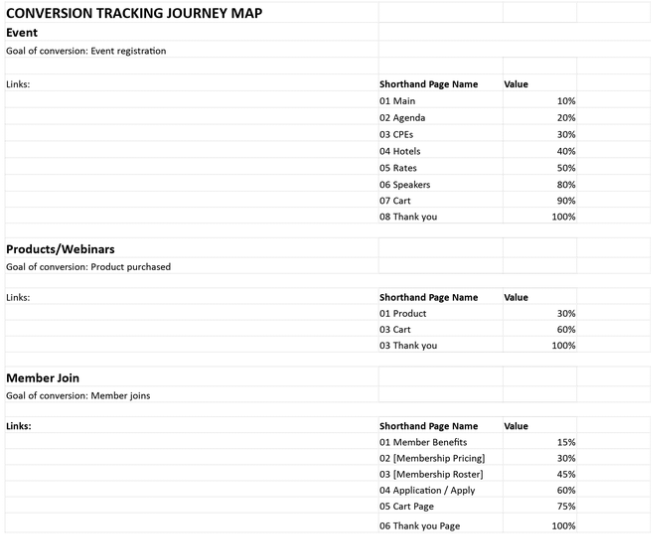 CONVERSION TRACKING JOURNEY MAP
Event
Goal of conversion: Event registration
Links: Shorthand Page Name Value
01 Main 10%
02 Agenda 20%
03 CPEs 30%
04 Hotels 40%
05 Rates 50%
06 Speakers 80%
07 Cart 90%
08 Thank you 100%
Products/Webinars
Goal of conversion: Product purchased
Links: Shorthand Page Name Value
01 Product 30%
03 Cart 60%
03 Thank you 100%
Member Join
Goal of conversion: Member joins
Links: Shorthand Page Name Value
01 Member Benefits 15%
02 [Membership Pricing] 30%
03 [Membership Roster] 45%
04 Application / Apply 60%
05 Cart Page 75%
06 Thank you Page 100%